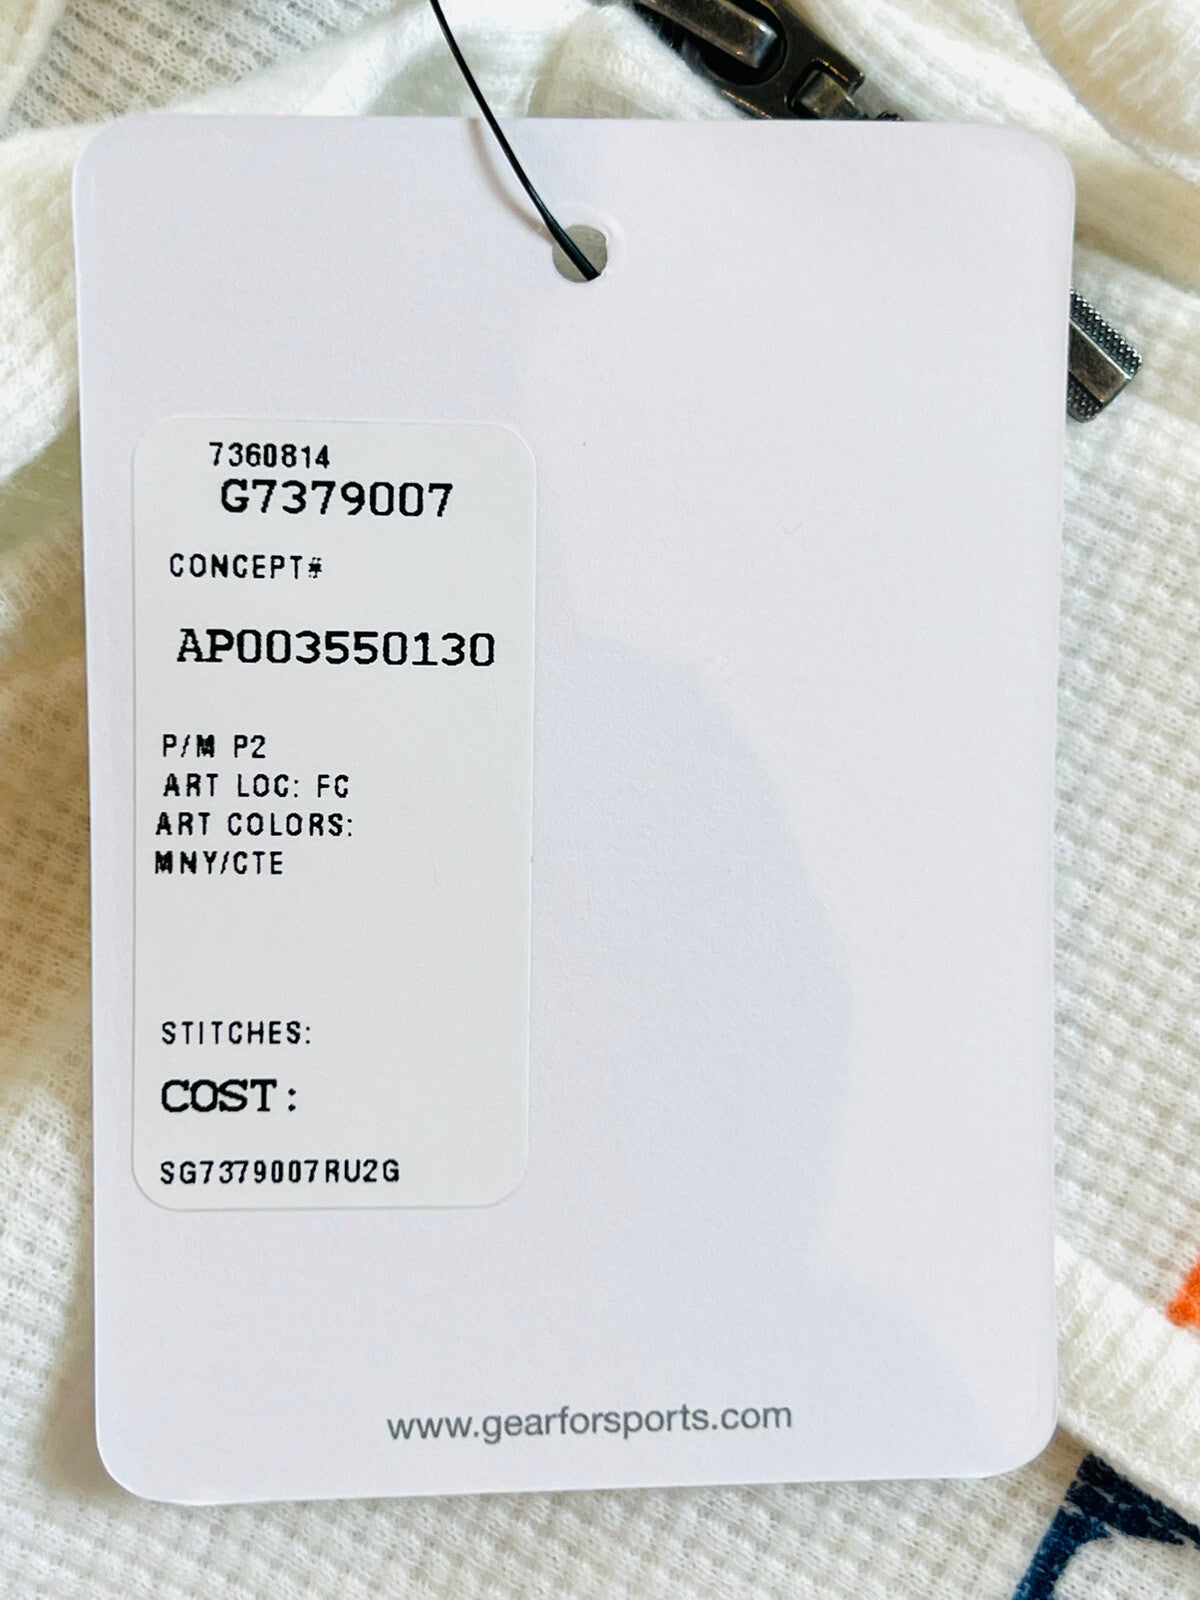 7360814
G7379007
CONCEPT#
AP003550130
P/M P2
ART LOC: FC
ART COLORS:
MNY/CTE
STITCHES:
COST:
SG7379007RU2G
www.gearforsports.com